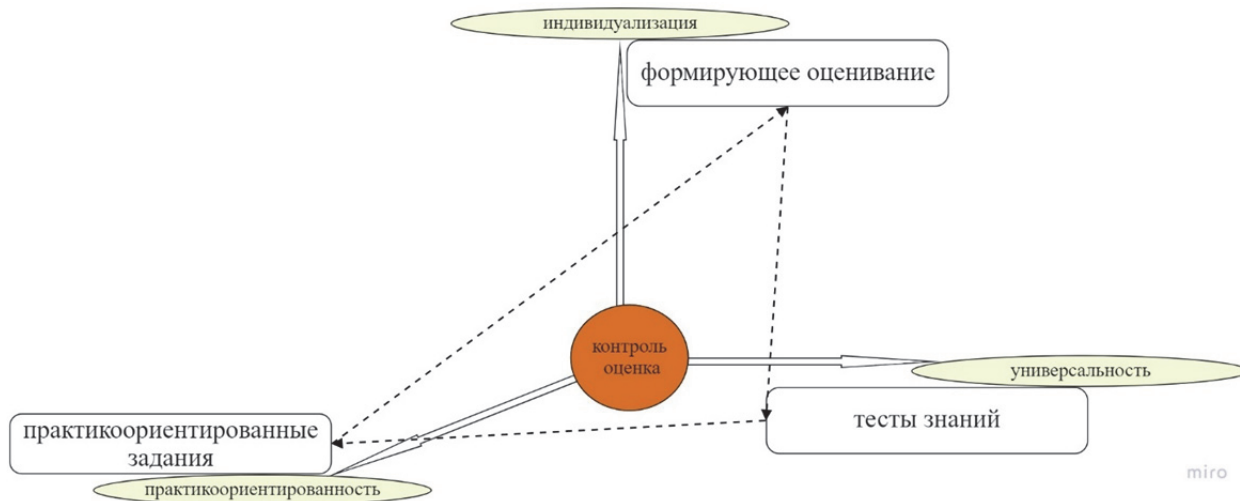 индивидуализация
формирующее оценивание
контроль
оценка
универсальность
тесты знаний
практикоориентированные
задания
практикоориентированность
miro